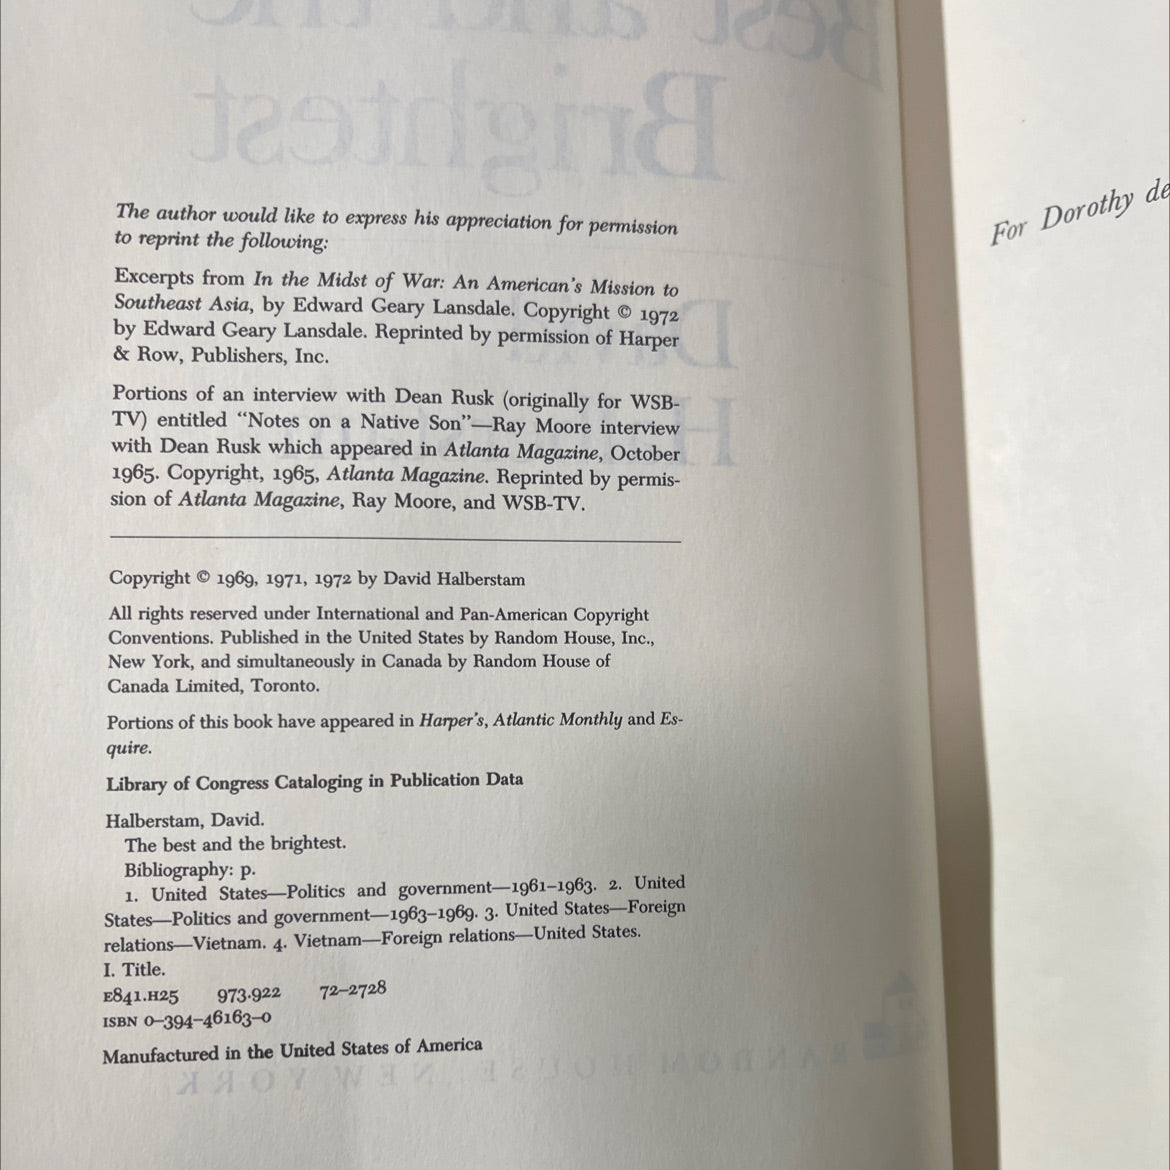 Best and the
Brightest
The author would like to express his appreciation for permission
to reprint the following:
Excerpts from In the Midst of War: An American's Mission to
Southeast Asia, by Edward Geary Lansdale. Copyright © 1972
by Edward Geary Lansdale. Reprinted by permission of Harper
& Row, Publishers, Inc.
Portions of an interview with Dean Rusk (originally for WSB-
TV) entitled “Notes on a Native Son”—Ray Moore interview
with Dean Rusk which appeared in Atlanta Magazine, October
1965. Copyright, 1965, Atlanta Magazine. Reprinted by permis-
sion of Atlanta Magazine, Ray Moore, and WSB-TV.
Copyright © 1969, 1971, 1972 by David Halberstam
All rights reserved under International and Pan-American Copyright
Conventions. Published in the United States by Random House, Inc.,
New York, and simultaneously in Canada by Random House of
Canada Limited, Toronto.
Portions of this book have appeared in Harper's, Atlantic Monthly and Es-
quire.
Library of Congress Cataloging in Publication Data
Halberstam, David.
The best and the brightest.
Bibliography: p.
1. United States—Politics and government—1961–1963. 2. United
States—Politics and government—1963–1969. 3. United States—Foreign
relations—Vietnam. 4. Vietnam—Foreign relations—United States.
I. Title.
E841.H25 973.922 72–2728
ISBN 0–394–46163–0
Manufactured in the United States of America
RANDOM HOUSE NEW YORK
For Dorothy de